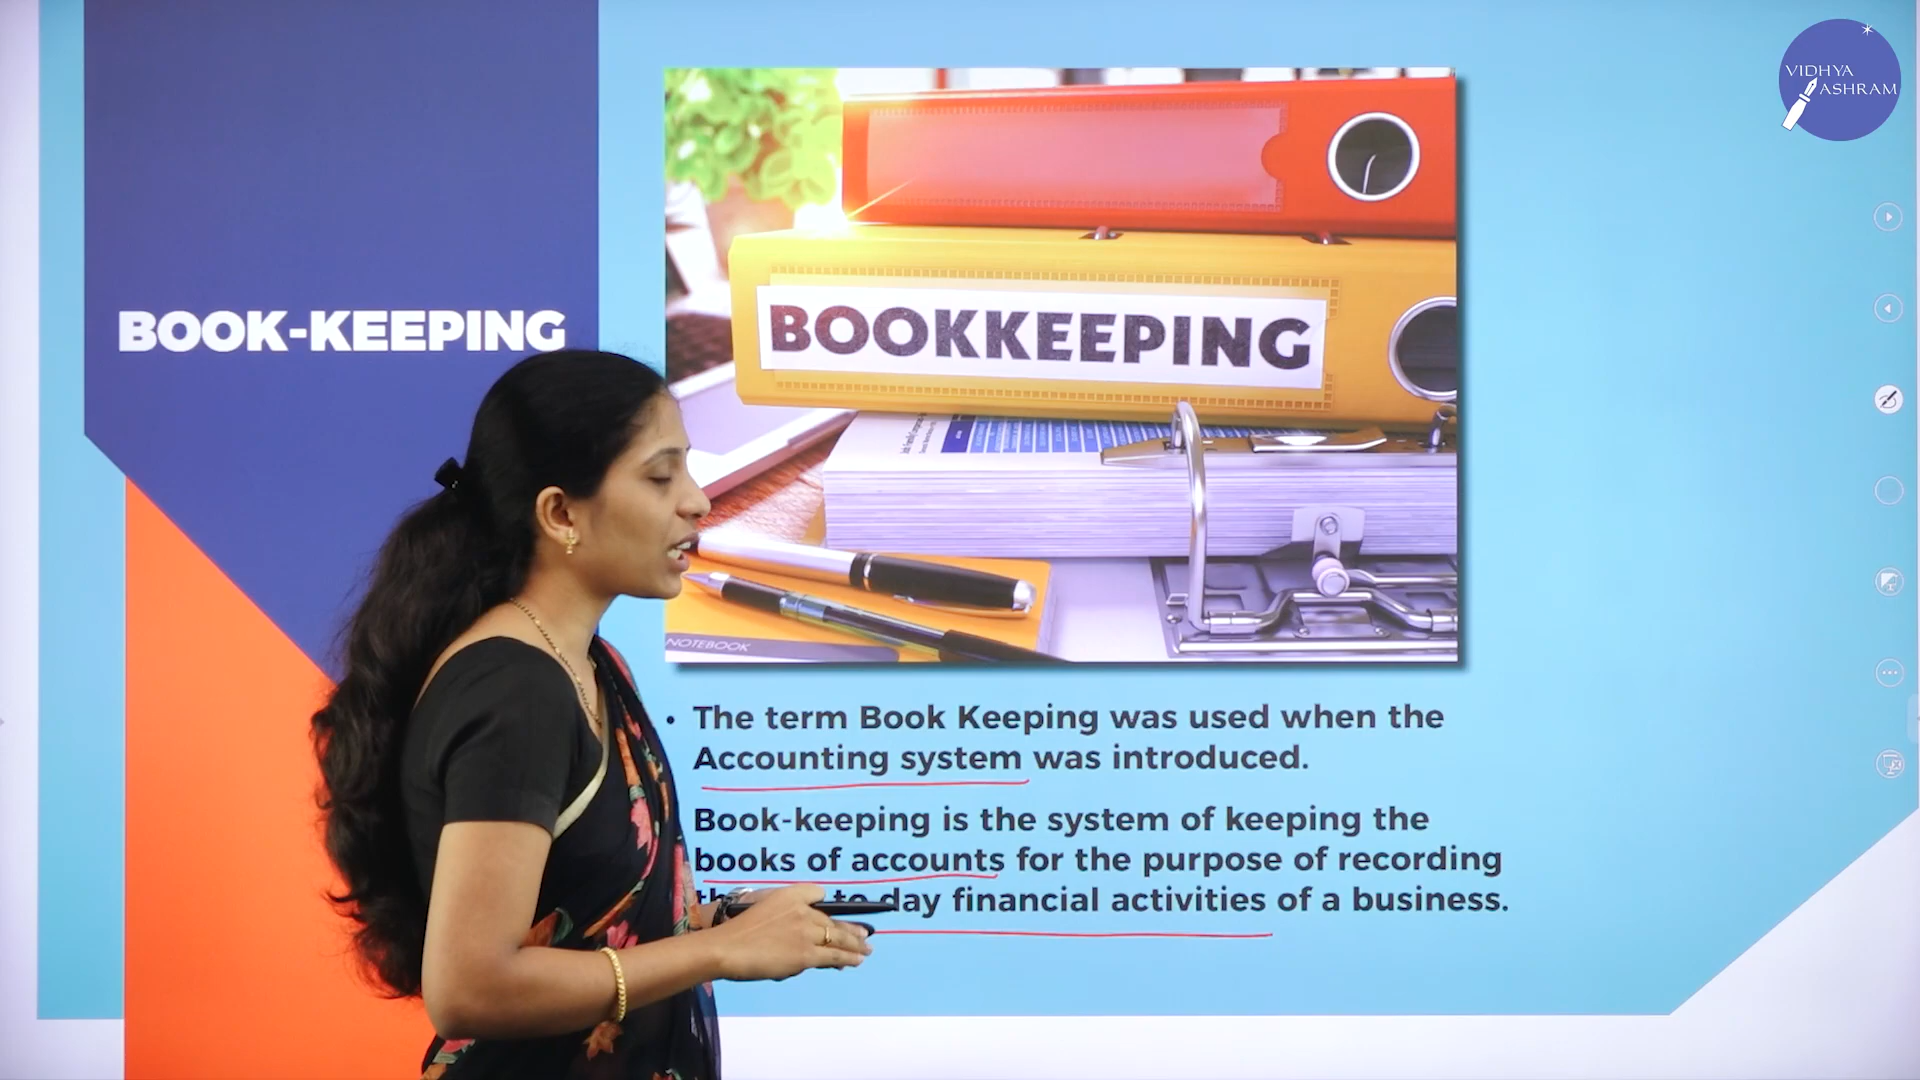 VIDHYA
ASHRAM
BOOK-KEEPING
BOOKKEEPING
NOTEBOOK
• The term Book Keeping was used when the
Accounting system was introduced.
Book-keeping is the system of keeping the
books of accounts for the purpose of recording
to day financial activities of a business.